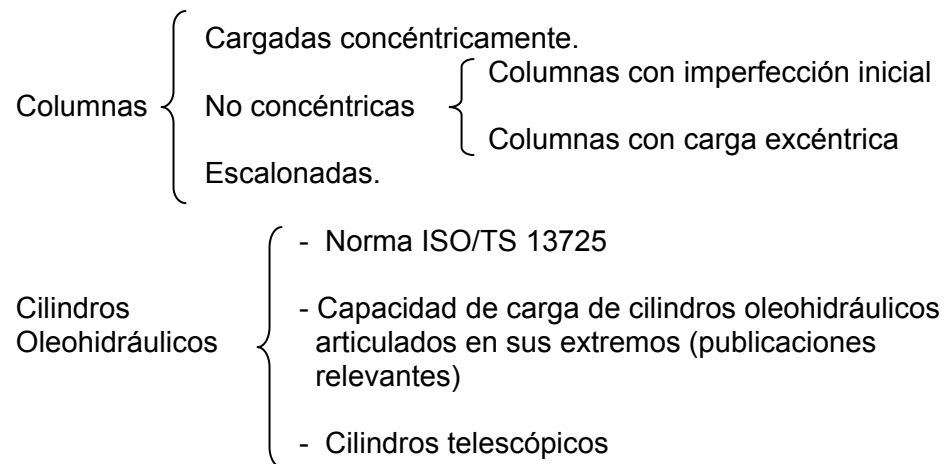 Cargadas concéntricamente.
Columnas con imperfección inicial
Columnas
No concéntricas
Columnas con carga excéntrica
Escalonadas.
- Norma ISO/TS 13725
Cilindros
Oleohidráulicos
- Capacidad de carga de cilindros oleohidráulicos
articulados en sus extremos (publicaciones
relevantes)
- Cilindros telescópicos